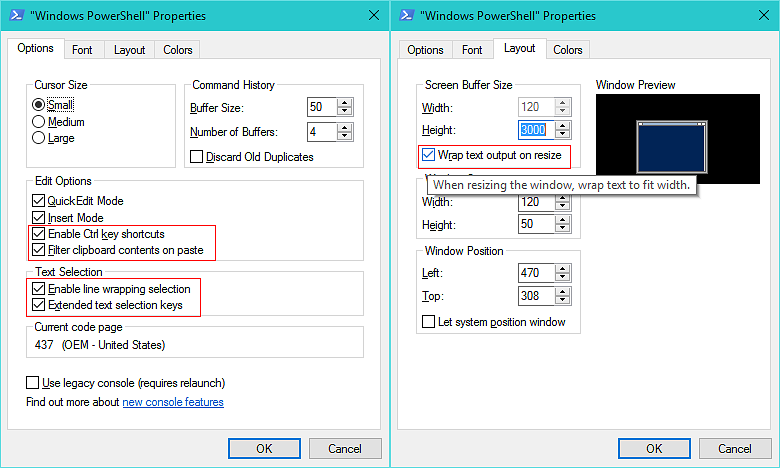 "Windows PowerShell" Properties
Options Font Layout Colors
Cursor Size
Small
Medium
Large
Command History
Buffer Size: 50
Number of Buffers: 4
Discard Old Duplicates
Edit Options
QuickEdit Mode
Insert Mode
Enable Ctrl key shortcuts
Filter clipboard contents on paste
Text Selection
Enable line wrapping selection
Extended text selection keys
Current code page
437 (OEM - United States)
Use legacy console (requires relaunch)
Find out more about new console features
OK Cancel
"Windows PowerShell" Properties
Options Font Layout Colors
Screen Buffer Size
Width: 120
Height: 3000
Wrap text output on resize
When resizing the window, wrap text to fit width.
Width: 120
Height: 50
Window Position
Left: 470
Top: 308
Let system position window
Window Preview
OK Cancel